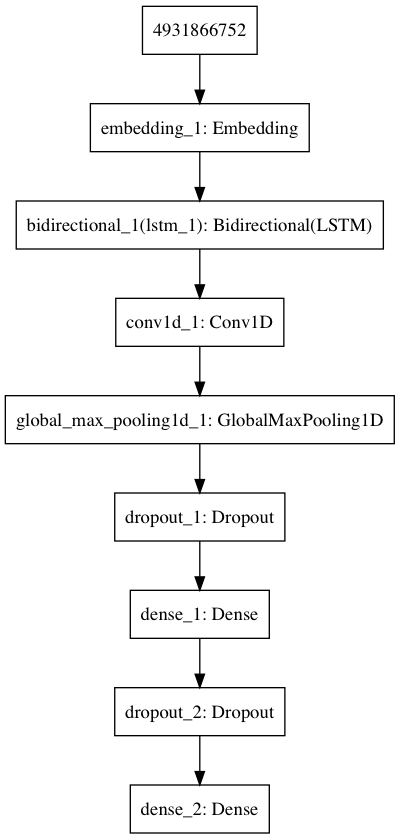 4931866752
embedding_1: Embedding
bidirectional_1(lstm_1): Bidirectional(LSTM)
conv1d_1: Conv1D
global_max_pooling1d_1: GlobalMaxPooling1D
dropout_1: Dropout
dense_1: Dense
dropout_2: Dropout
dense_2: Dense